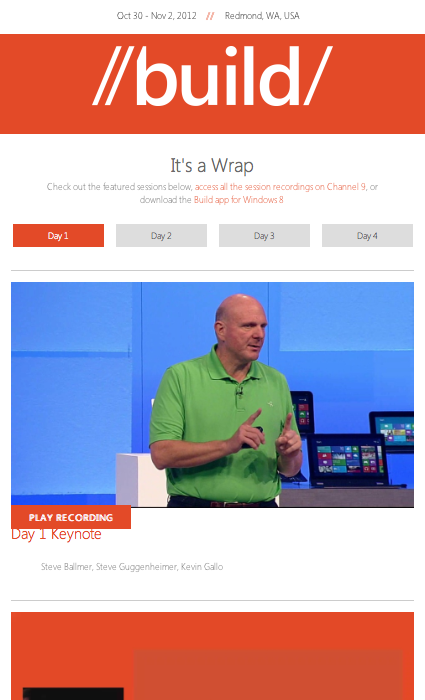 Oct 30 - Nov 2, 2012 // Redmond, WA, USA
//build/
It's a Wrap
Check out the featured sessions below, access all the session recordings on Channel 9, or
download the Build app for Windows 8
Day 1 Day 2 Day 3 Day 4
PLAY RECORDING
Day 1 Keynote
Steve Ballmer, Steve Guggenheimer, Kevin Gallo